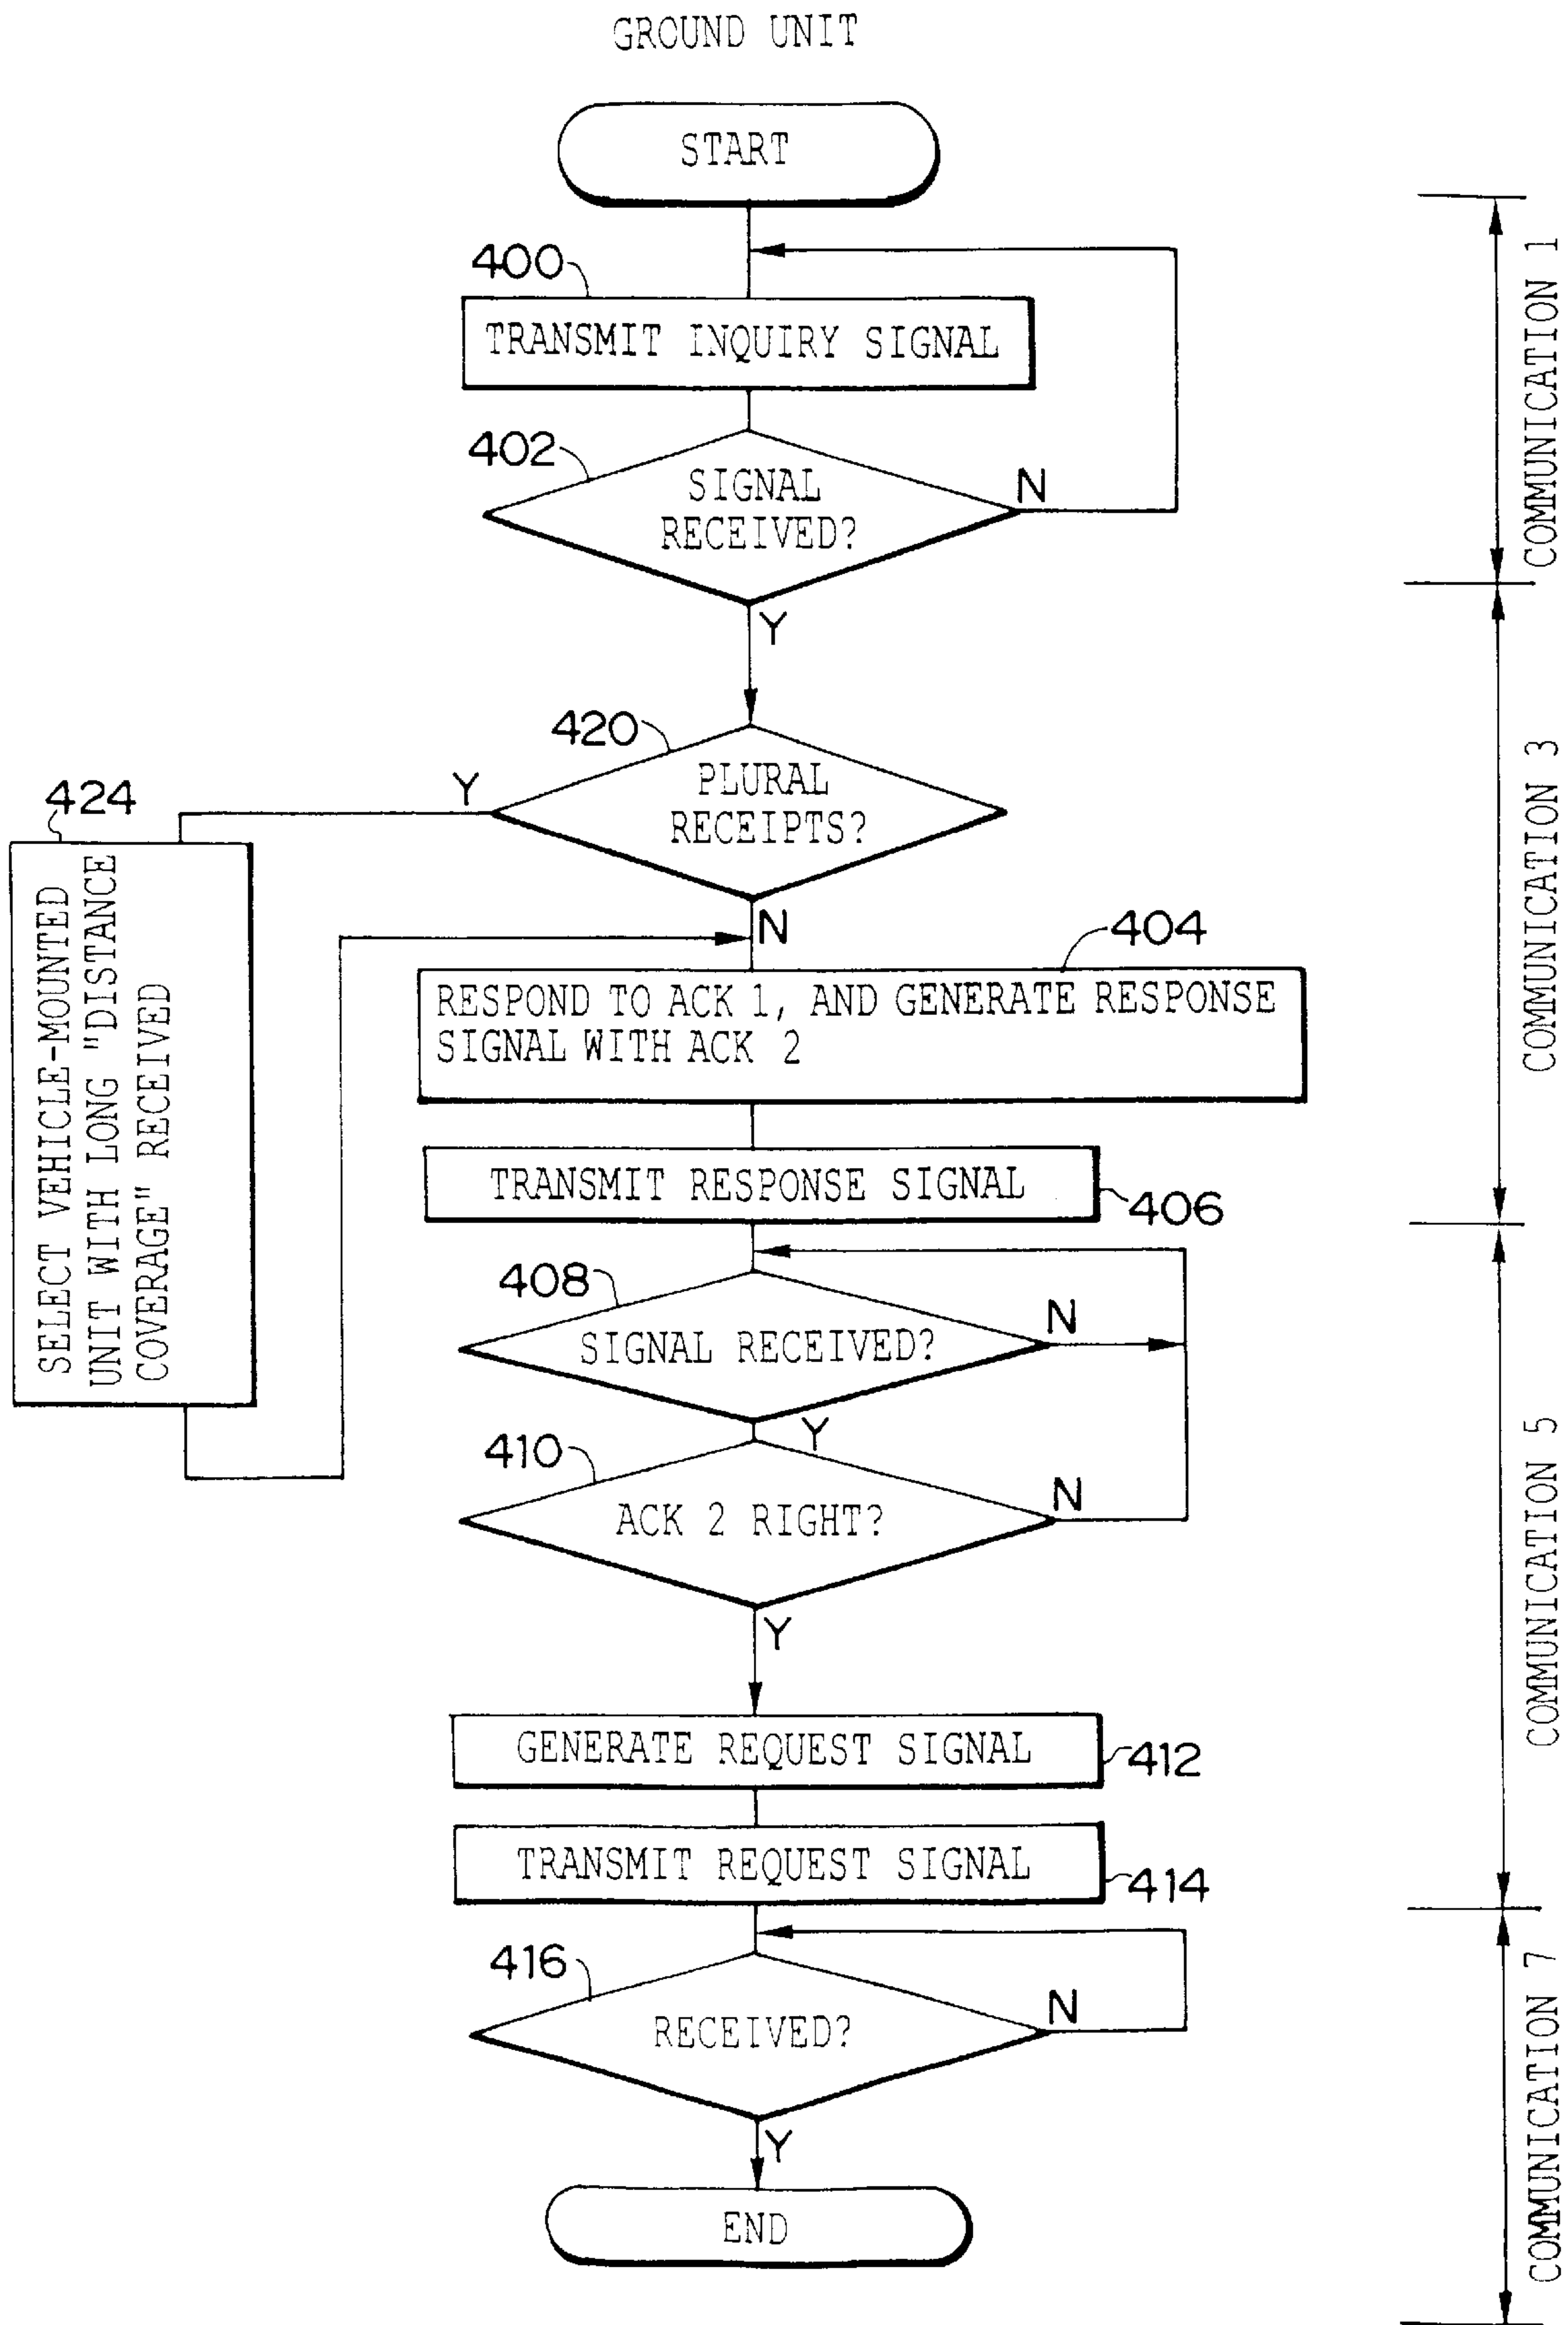 GROUND UNIT
START
400
TRANSMIT INQUIRY SIGNAL
402
SIGNAL
RECEIVED?
N
Y
COMMUNICATION 1
420
PLURAL
RECEIPTS?
Y
N
424
SELECT VEHICLE-MOUNTED
UNIT WITH LONG "DISTANCE
COVERAGE" RECEIVED
404
RESPOND TO ACK 1, AND GENERATE RESPONSE
SIGNAL WITH ACK 2
TRANSMIT RESPONSE SIGNAL
406
COMMUNICATION 3
408
SIGNAL RECEIVED?
N
Y
410
ACK 2 RIGHT?
N
Y
GENERATE REQUEST SIGNAL
412
TRANSMIT REQUEST SIGNAL
414
COMMUNICATION 5
416
RECEIVED?
N
Y
END
COMMUNICATION 7